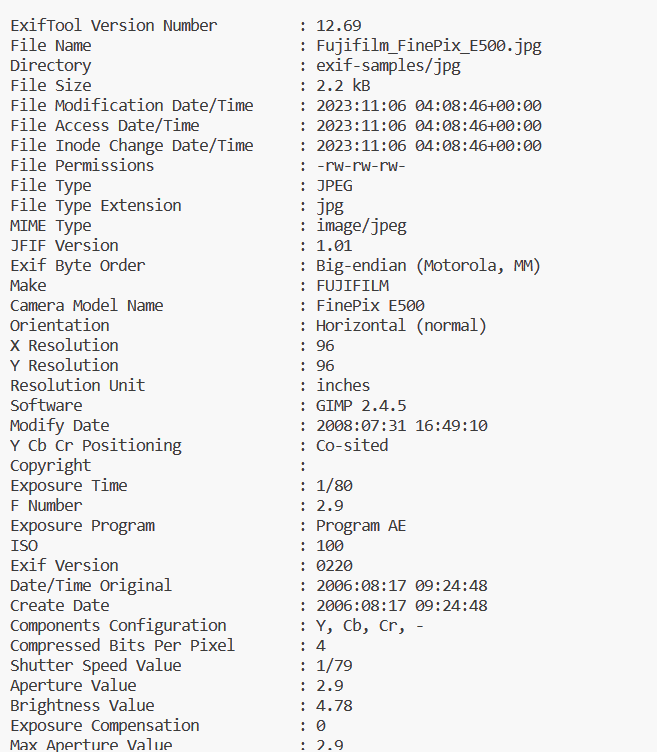 ExifTool Version Number : 12.69
File Name : Fujifilm_FinePix_E500.jpg
Directory : exif-samples/jpg
File Size : 2.2 kB
File Modification Date/Time : 2023:11:06 04:08:46+00:00
File Access Date/Time : 2023:11:06 04:08:46+00:00
File Inode Change Date/Time : 2023:11:06 04:08:46+00:00
File Permissions : -rw-rw-rw-
File Type : JPEG
File Type Extension : jpg
MIME Type : image/jpeg
JFIF Version : 1.01
Exif Byte Order : Big-endian (Motorola, MM)
Make : FUJIFILM
Camera Model Name : FinePix E500
Orientation : Horizontal (normal)
X Resolution : 96
Y Resolution : 96
Resolution Unit : inches
Software : GIMP 2.4.5
Modify Date : 2008:07:31 16:49:10
Y Cb Cr Positioning : Co-sited
Copyright :
Exposure Time : 1/80
F Number : 2.9
Exposure Program : Program AE
ISO : 100
Exif Version : 0220
Date/Time Original : 2006:08:17 09:24:48
Create Date : 2006:08:17 09:24:48
Components Configuration : Y, Cb, Cr, -
Compressed Bits Per Pixel : 4
Shutter Speed Value : 1/79
Aperture Value : 2.9
Brightness Value : 4.78
Exposure Compensation : 0
Max Aperture Value : 2.9